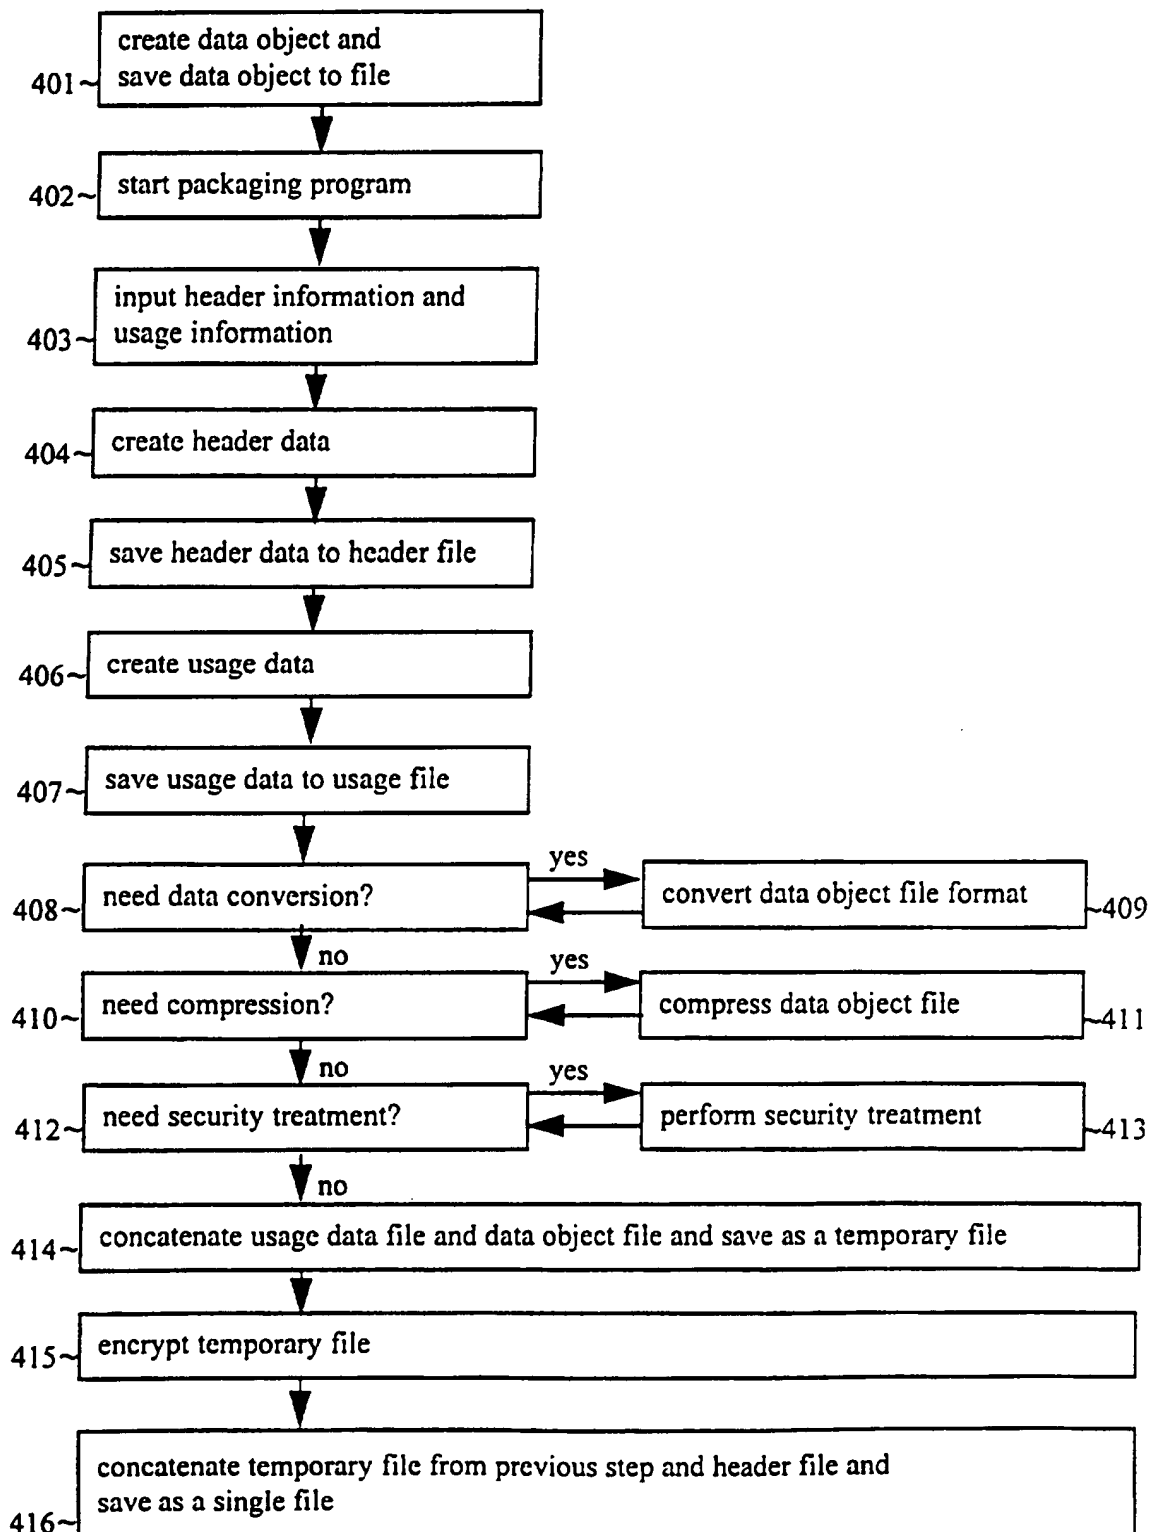 create data object and
save data object to file
401~
start packaging program
402~
input header information and
usage information
403~
create header data
404~
save header data to header file
405~
create usage data
406~
save usage data to usage file
407~
yes
need data conversion?
convert data object file format
408~
~409
no
yes
need compression?
compress data object file
410~
~411
no
yes
need security treatment?
perform security treatment
412~
~413
no
concatenate usage data file and data object file and save as a temporary file
414~
encrypt temporary file
415~
concatenate temporary file from previous step and header file and
save as a single file
416~